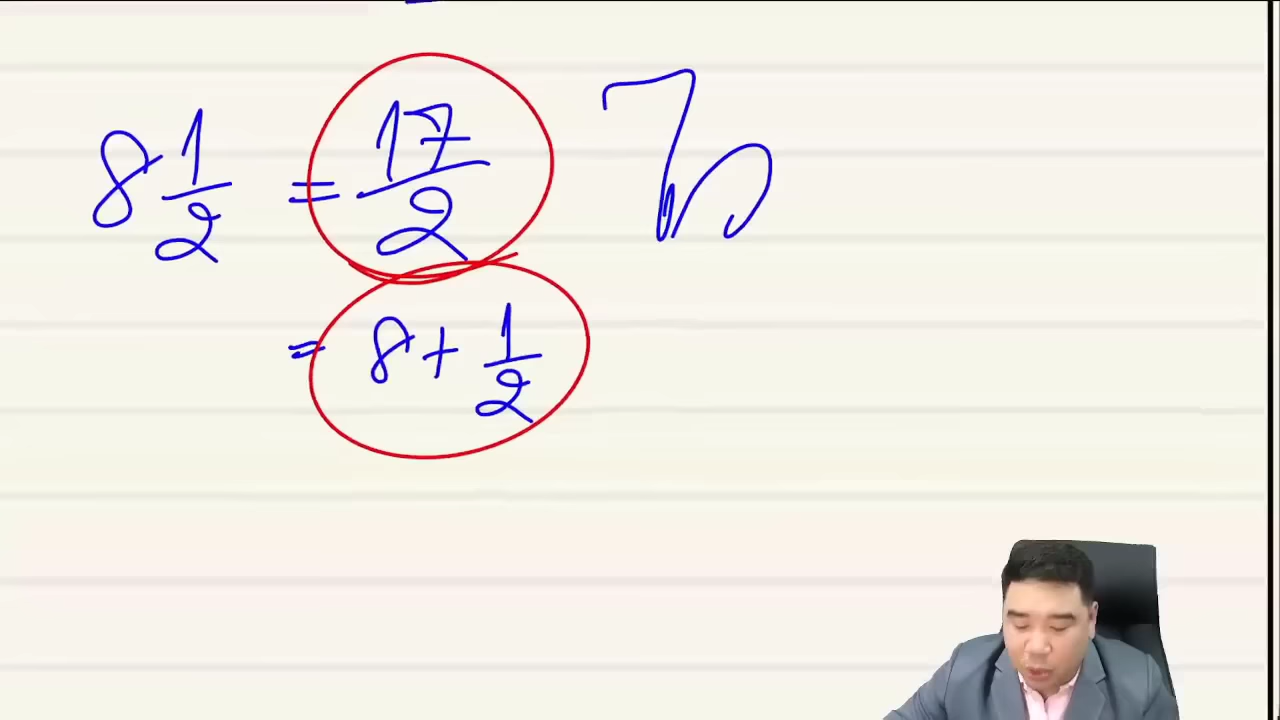 8 1/2 = 17/2
= 8 + 1/2